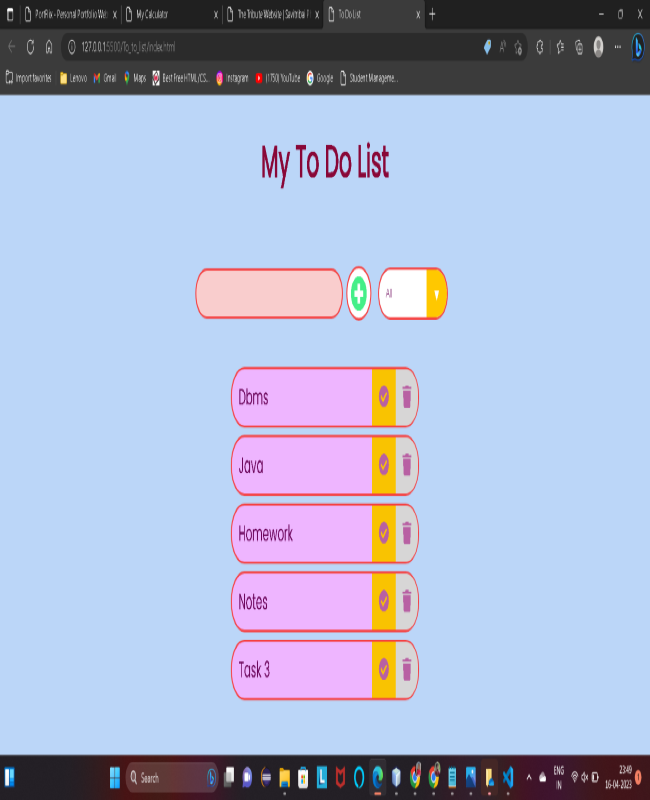 PortFlix - Personal Portfolio Web
My Calculator
The Tribute Website | Savitribai P
To Do List
127.0.0.1:5500/To_to_list/index.html
Import favorites
Lenovo
Gmail
Maps
Best Free HTML/CS...
Instagram
(1750) YouTube
Google
Student Manageme...
My To Do List
All
Dbms
Java
Homework
Notes
Task 3
Search
ENG
IN
23:49
16-04-2023